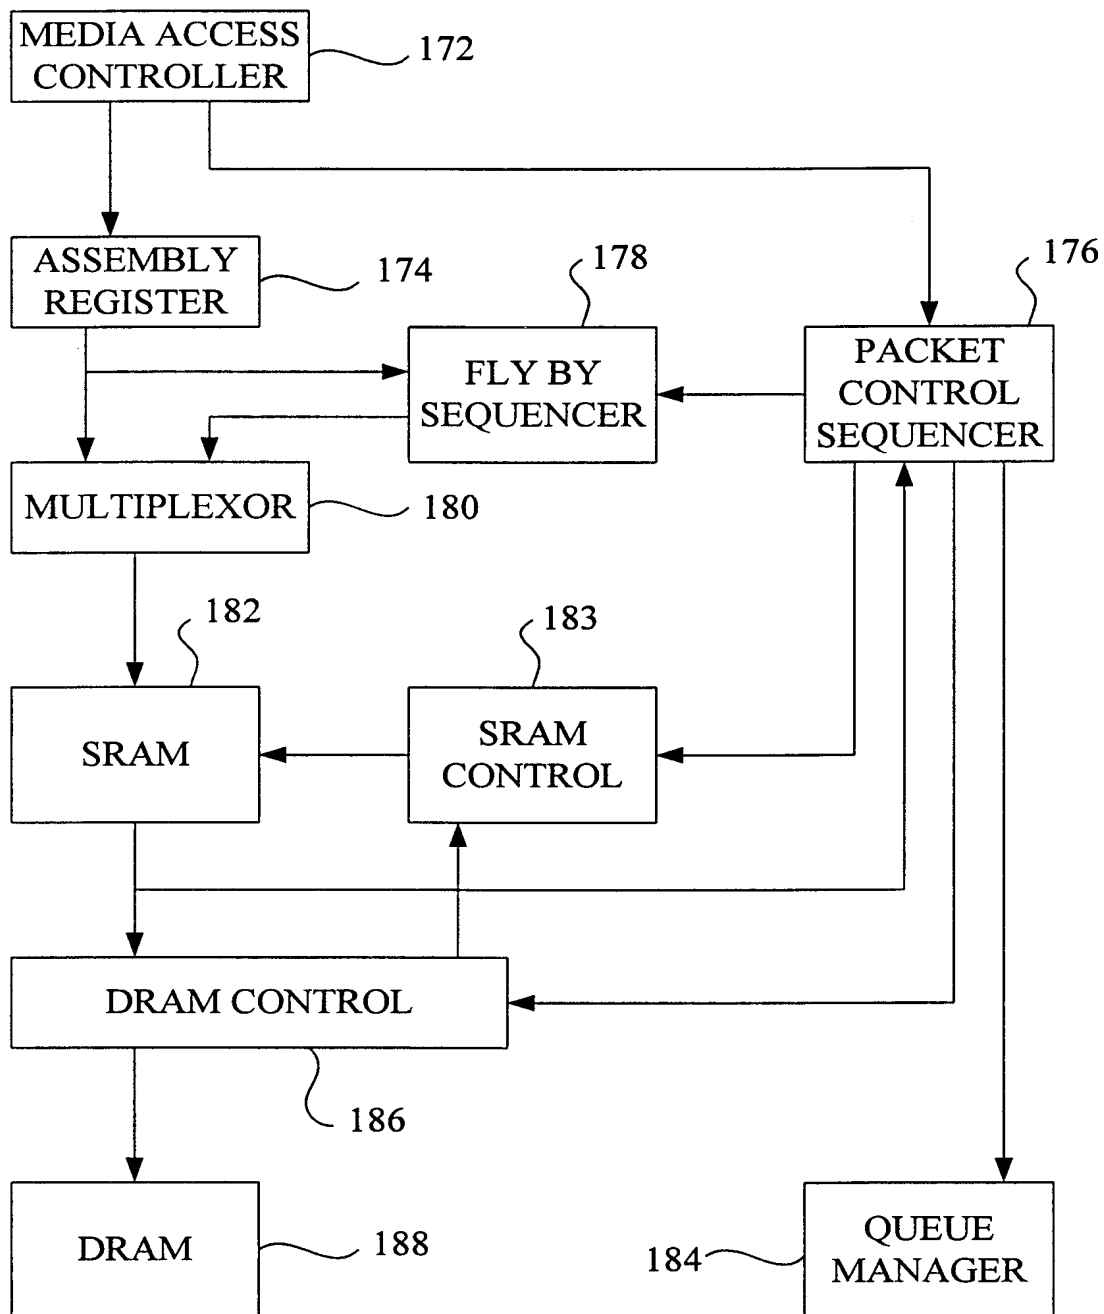 MEDIA ACCESS
CONTROLLER
172
ASSEMBLY
REGISTER
174
178
176
FLY BY
SEQUENCER
PACKET
CONTROL
SEQUENCER
MULTIPLEXOR
180
182
183
SRAM
SRAM
CONTROL
DRAM CONTROL
186
DRAM
188
184
QUEUE
MANAGER